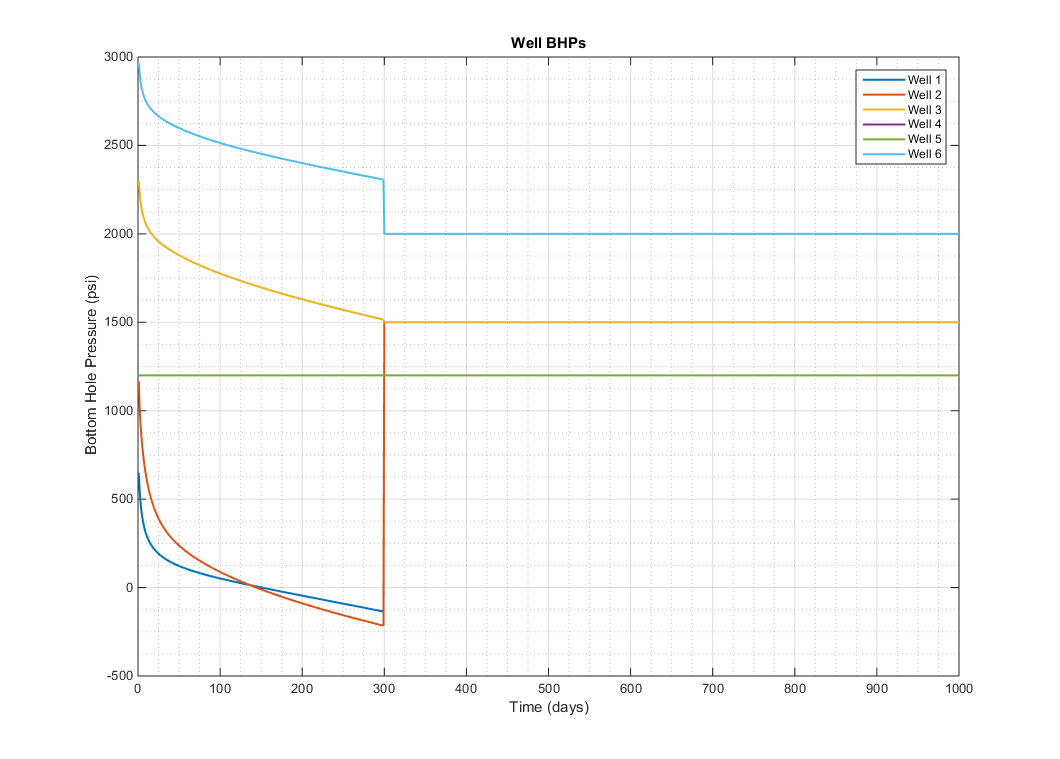 Well BHPs
3000
2500
2000
1500
1000
500
0
-500
Bottom Hole Pressure (psi)
Well 1
Well 2
Well 3
Well 4
Well 5
Well 6
0 100 200 300 400 500 600 700 800 900 1000
Time (days)